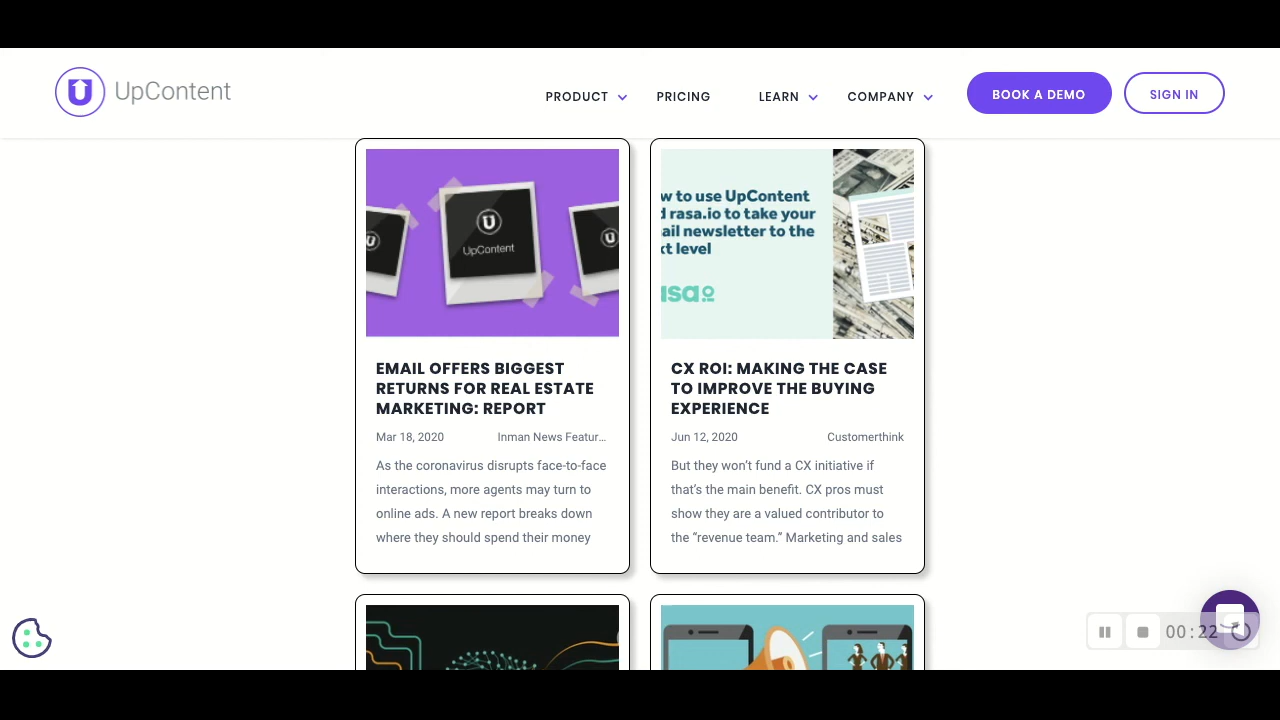 UpContent
PRODUCT
PRICING
LEARN
COMPANY
BOOK A DEMO
SIGN IN
UpContent
w to use UpContent
d rasa.io to take your
ail newsletter to the
xt level
asa.io
EMAIL OFFERS BIGGEST
RETURNS FOR REAL ESTATE
MARKETING: REPORT
Mar 18, 2020
Inman News Featur...
As the coronavirus disrupts face-to-face
interactions, more agents may turn to
online ads. A new report breaks down
where they should spend their money
CX ROI: MAKING THE CASE
TO IMPROVE THE BUYING
EXPERIENCE
Jun 12, 2020
Customerthink
But they won’t fund a CX initiative if
that’s the main benefit. CX pros must
show they are a valued contributor to
the “revenue team.” Marketing and sales
00:22